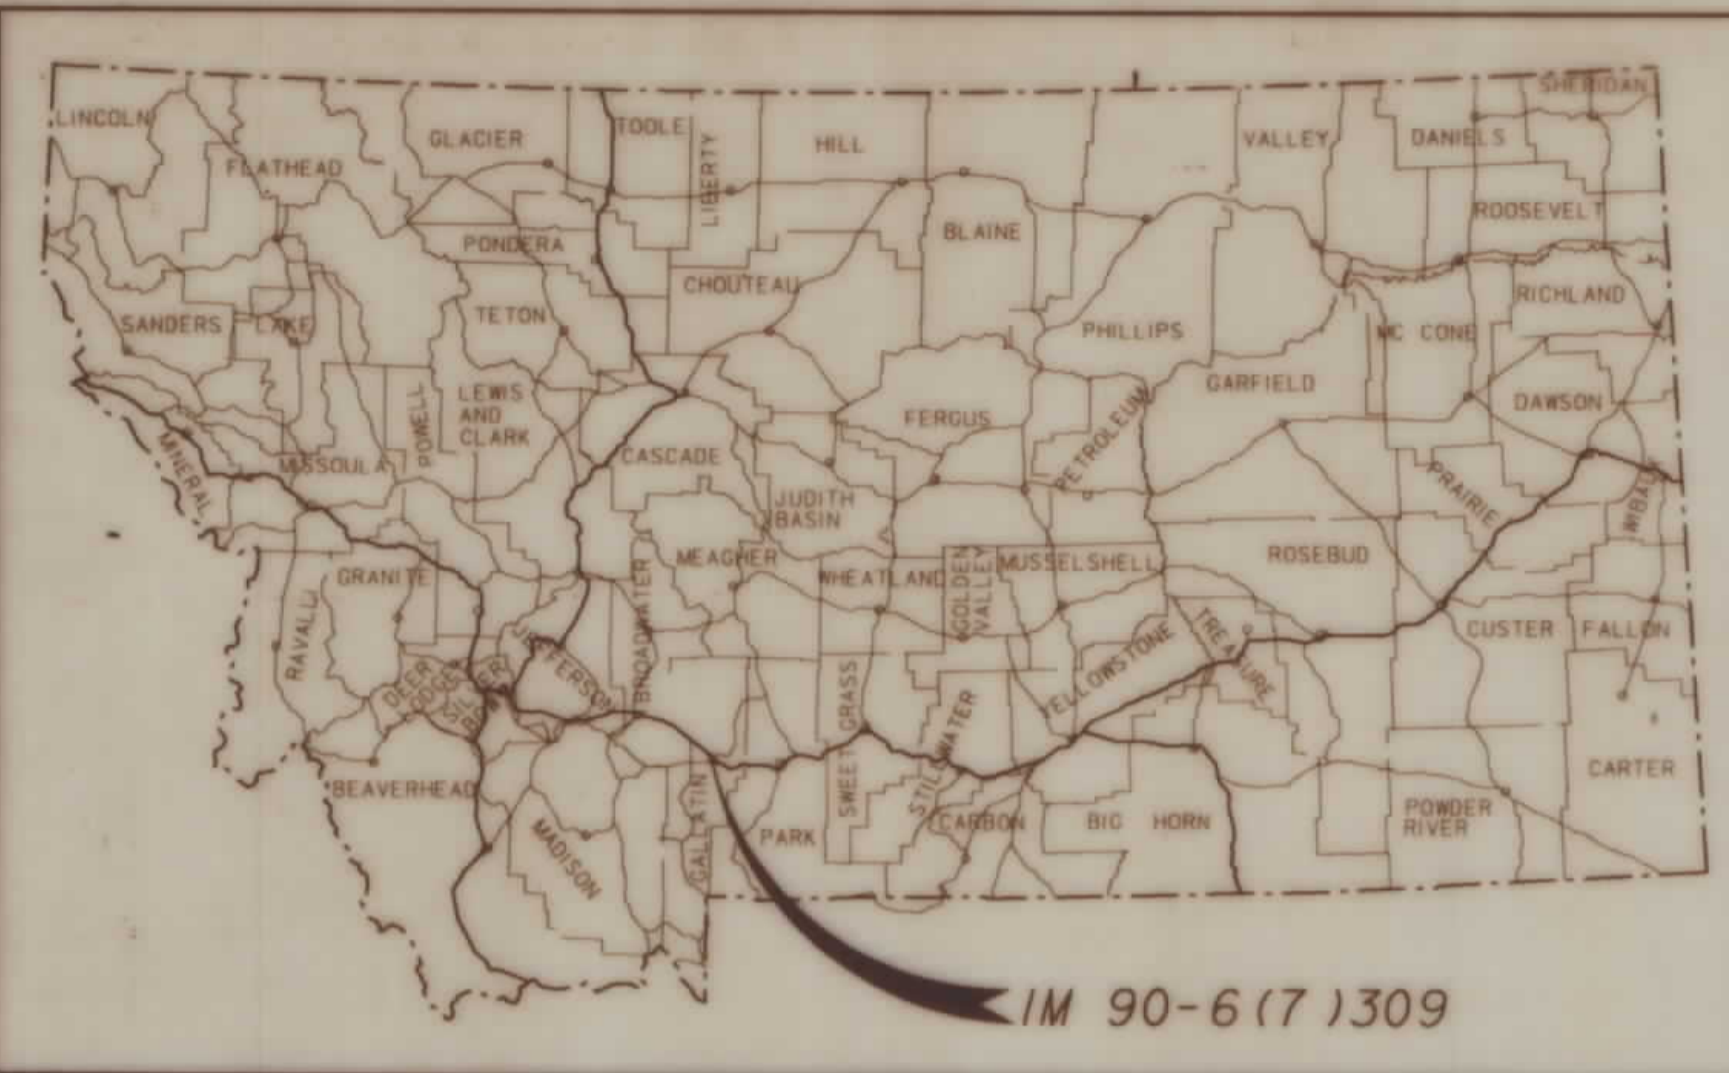 SHERIDAN
LINCOLN
TOOLE
GLACIER
HILL
VALLEY
DANIELS
FLATHEAD
LIBERTY
ROOSEVELT
BLAINE
PONDERA
CHOUTEAU
RICHLAND
TETON
SANDERS
LAKE
PHILLIPS
MC CONE
GARFIELD
LEWIS
AND
CLARK
POWELL
DAWSON
FERGUS
PETROLEUM
MINERAL
MISSOULA
CASCADE
JUDITH
BASIN
PRAIRIE
WIBAUX
MEAGHER
GOLDEN
VALLEY
MUSSELSHELL
ROSEBUD
GRANITE
WHEATLAND
BROADWATER
RAVALLI
JEFFERSON
TREASURE
CUSTER
FALLON
YELLOWSTONE
DEER
LODGE
SILVER
SWEET GRASS
STILLWATER
CARTER
BEAVERHEAD
GALLATIN
PARK
CARBON
BIG HORN
POWDER
RIVER
MADISON
IM 90-6(7)309